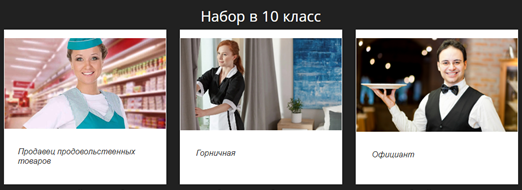 Набор в 10 класс
Продавец продовольственных
товаров
Горничная
Официант